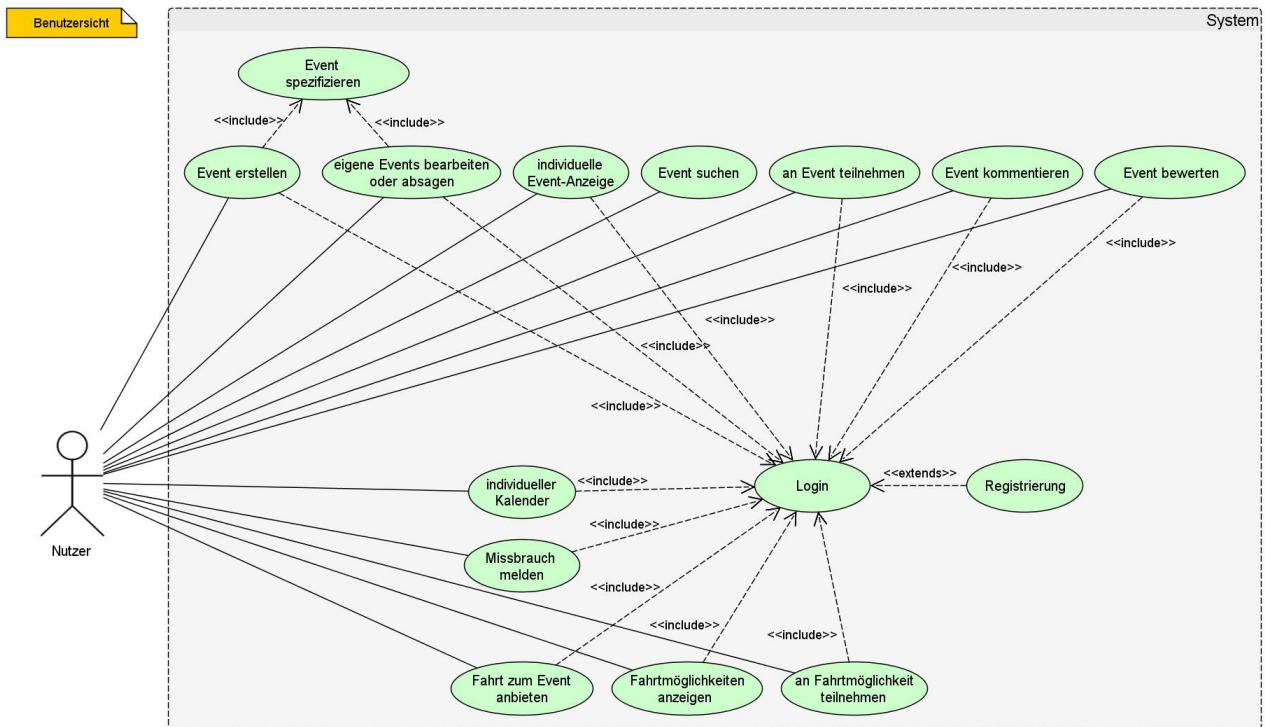 Benutzersicht
System
Event
spezifizieren
<<include>>
<<include>>
Event erstellen
eigene Events bearbeiten
oder absagen
individuelle
Event-Anzeige
Event suchen
an Event teilnehmen
Event kommentieren
Event bewerten
<<include>>
<<include>>
<<include>>
<<include>>
<<include>>
<<include>>
Nutzer
individueller
Kalender
<<include>>
Login
<<extends>>
Registrierung
<<include>>
Missbrauch
melden
<<include>>
<<include>>
<<include>>
Fahrt zum Event
anbieten
Fahrtmöglichkeiten
anzeigen
an Fahrtmöglichkeit
teilnehmen